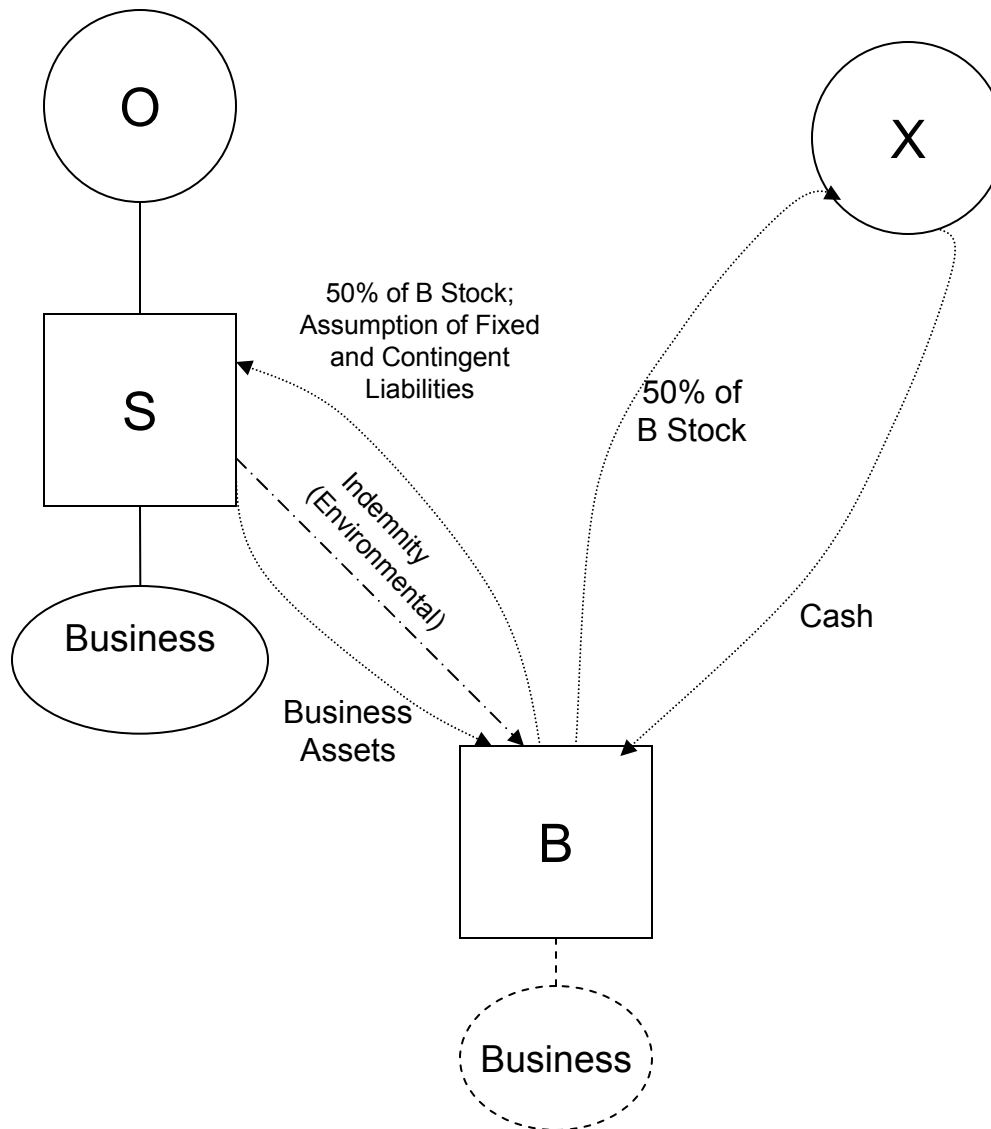 O
X
50% of B Stock;
Assumption of Fixed
and Contingent
Liabilities
S
50% of
B Stock
Indemnity
(Environmental)
Cash
Business
Business
Assets
B
Business